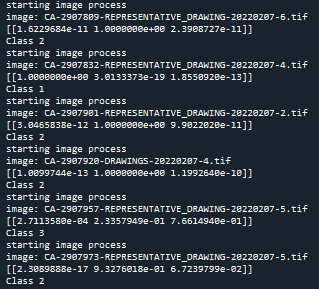 starting image process
image: CA-2907809-REPRESENTATIVE_DRAWING-20220207-6.tif
[[1.6229684e-11 1.0000000e+00 2.3908727e-11]]
Class 2
starting image process
image: CA-2907832-REPRESENTATIVE_DRAWING-20220207-4.tif
[[1.0000000e+00 3.0133373e-19 1.8550920e-13]]
Class 1
starting image process
image: CA-2907901-REPRESENTATIVE_DRAWING-20220207-2.tif
[[3.0465838e-12 1.0000000e+00 9.9022020e-11]]
Class 2
starting image process
image: CA-2907920-DRAWINGS-20220207-4.tif
[[1.0099744e-13 1.0000000e+00 1.1992640e-10]]
Class 2
starting image process
image: CA-2907957-REPRESENTATIVE_DRAWING-20220207-5.tif
[[2.7113580e-04 2.3357949e-01 7.6614940e-01]]
Class 3
starting image process
image: CA-2907973-REPRESENTATIVE_DRAWING-20220207-5.tif
[[2.3089888e-17 9.3276018e-01 6.7239799e-02]]
Class 2